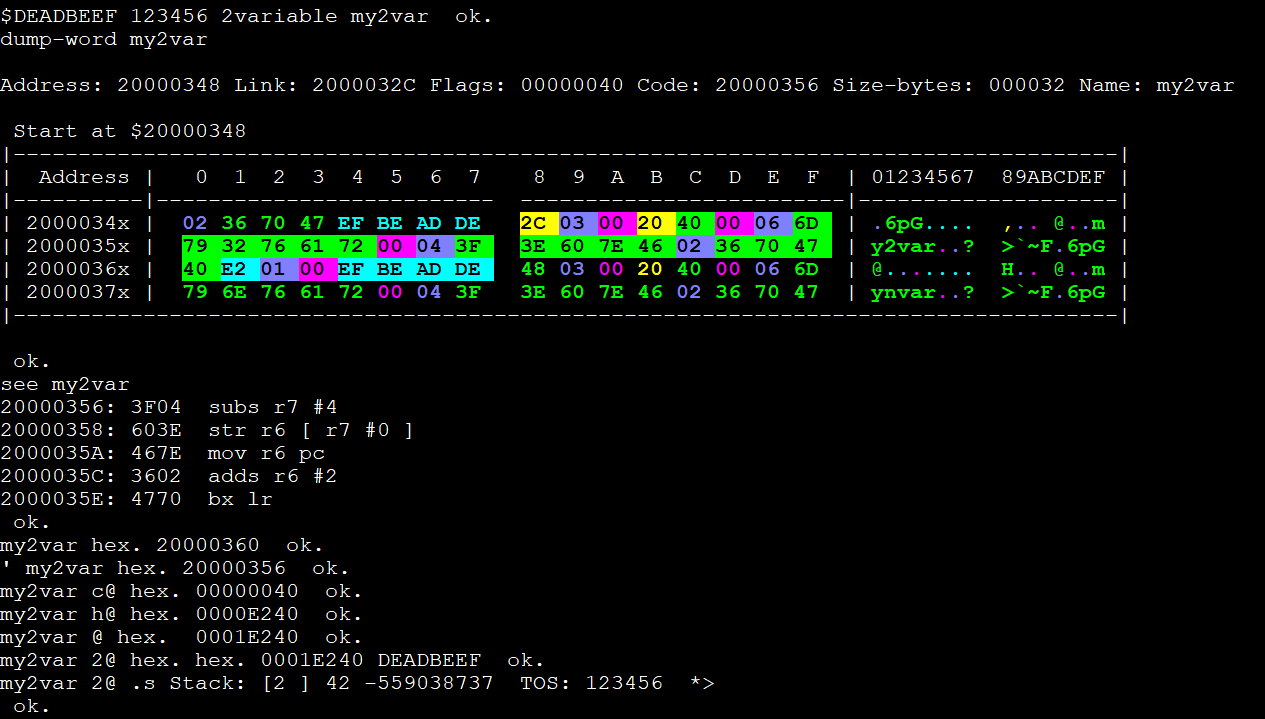 $DEADBEEF 123456 2variable my2var  ok.
dump-word my2var

Address: 20000348 Link: 2000032C Flags: 00000040 Code: 20000356 Size-bytes: 000032 Name: my2var

 Start at $20000348
|-------------------------------------------------------------------------------------|
|  Address |   0  1  2  3  4  5  6  7    8  9  A  B  C  D  E  F  | 01234567  89ABCDEF |
|----------|-------------------------  -------------------------|--------------------|
| 2000034x |  02 36 70 47 EF BE AD DE   2C 03 00 20 40 00 06 6D  | .6pG....  ,.. @..m |
| 2000035x |  79 32 76 61 72 00 04 3F   3E 60 7E 46 02 36 70 47  | y2var..?  >`~F.6pG |
| 2000036x |  40 E2 01 00 EF BE AD DE   48 03 00 20 40 00 06 6D  | @.......  H.. @..m |
| 2000037x |  79 6E 76 61 72 00 04 3F   3E 60 7E 46 02 36 70 47  | ynvar..?  >`~F.6pG |
|-------------------------------------------------------------------------------------|

 ok.
see my2var
20000356: 3F04  subs r7 #4
20000358: 603E  str r6 [ r7 #0 ]
2000035A: 467E  mov r6 pc
2000035C: 3602  adds r6 #2
2000035E: 4770  bx lr
 ok.
my2var hex. 20000360  ok.
' my2var hex. 20000356  ok.
my2var c@ hex. 00000040  ok.
my2var h@ hex. 0000E240  ok.
my2var @ hex.  0001E240  ok.
my2var 2@ hex. hex. 0001E240 DEADBEEF  ok.
my2var 2@ .s Stack: [2 ] 42 -559038737  TOS: 123456  *>
 ok.